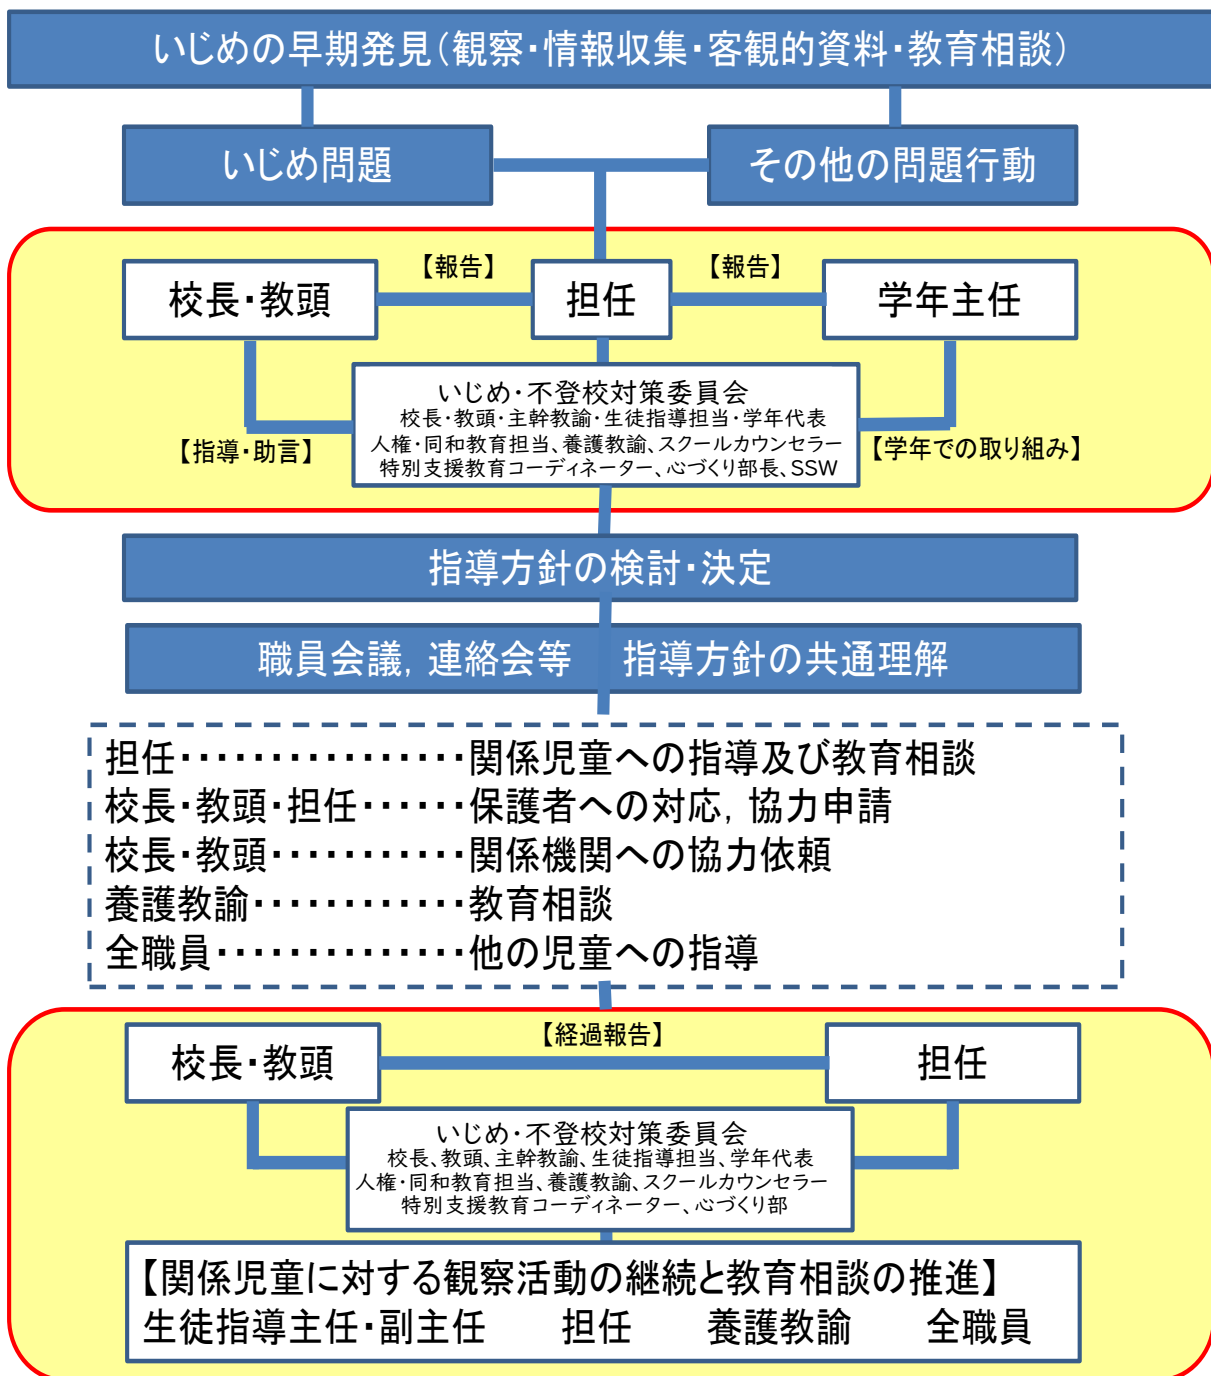 いじめの早期発見(観察・情報収集・客観的資料・教育相談)
いじめ問題
その他の問題行動
【報告】
【報告】
校長・教頭
担任
学年主任
いじめ・不登校対策委員会
校長・教頭・主幹教諭・生徒指導担当・学年代表
人権・同和教育担当、養護教諭、スクールカウンセラー
特別支援教育コーディネーター、心づくり部長、SSW
【指導・助言】
【学年での取り組み】
指導方針の検討・決定
職員会議, 連絡会等　指導方針の共通理解
担任・・・・・・・・・・・・・・・・関係児童への指導及び教育相談
校長・教頭・担任・・・・・・保護者への対応, 協力申請
校長・教頭・・・・・・・・・・・関係機関への協力依頼
養護教諭・・・・・・・・・・・・教育相談
全職員・・・・・・・・・・・・・・他の児童への指導
【経過報告】
校長・教頭
担任
いじめ・不登校対策委員会
校長、教頭、主幹教諭、生徒指導担当、学年代表
人権・同和教育担当、養護教諭、スクールカウンセラー
特別支援教育コーディネーター、心づくり部
【関係児童に対する観察活動の継続と教育相談の推進】
生徒指導主任・副主任　担任　養護教諭　全職員